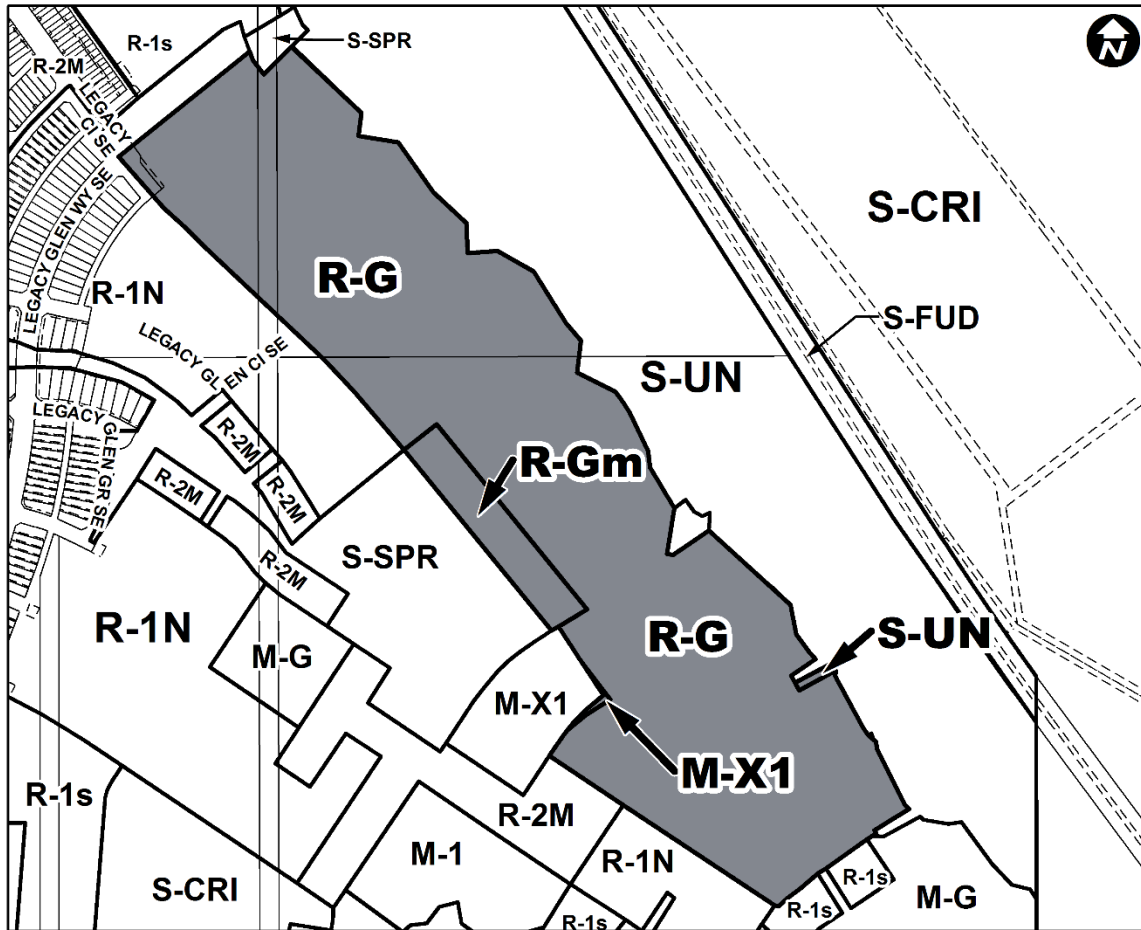 R-1s
S-SPR
N
R-2M
LEGACY
CI SE
LEGACY GLEN WY SE
S-CRI
R-G
R-1N
S-FUD
LEGACY GLEN CI SE
S-UN
LEGACY GLEN GR SE
R-2M
R-Gm
R-2M
R-2M
S-SPR
R-2M
R-1N
R-G
S-UN
M-G
M-X1
M-X1
R-1s
R-2M
M-1
R-1N
S-CRI
R-1s
M-G
R-1s
R-1s